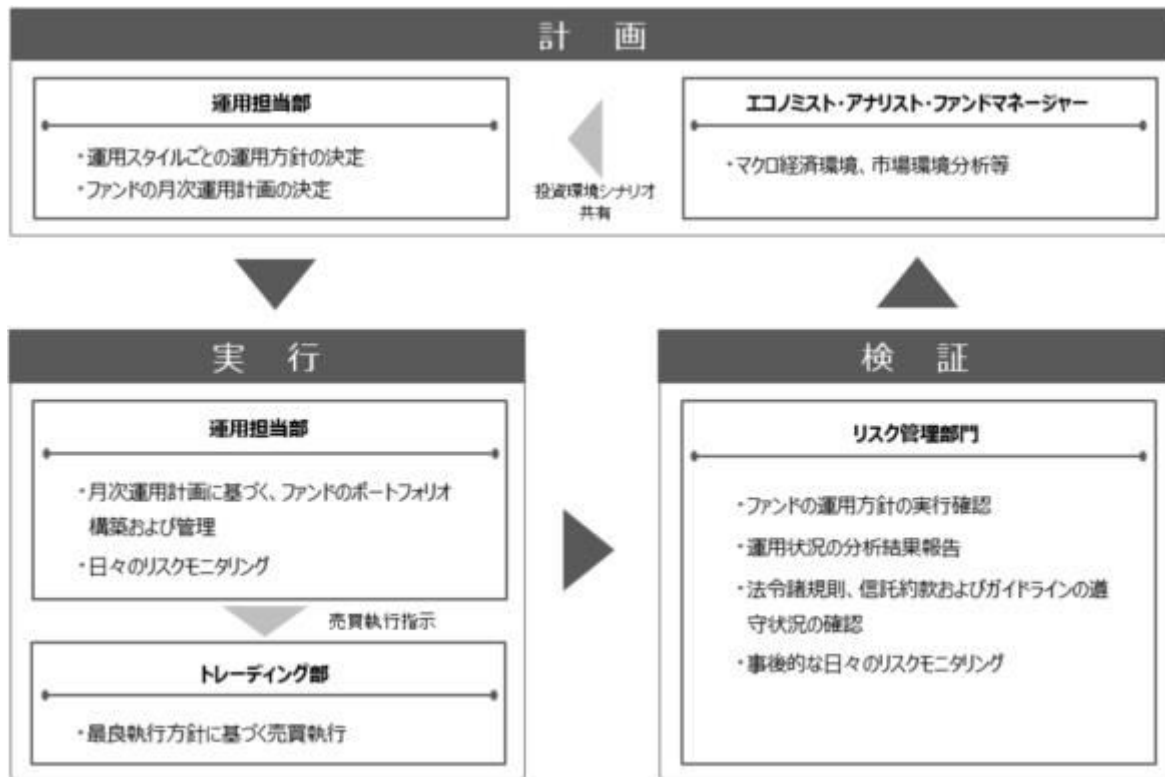 計 画
運用担当部
・運用スタイルごとの運用方針の決定
・ファンドの月次運用計画の決定
投資環境シナリオ
共有
エコノミスト・アナリスト・ファンドマネージャー
・マクロ経済環境、市場環境分析等
実 行
運用担当部
・月次運用計画に基づく、ファンドのポートフォリオ
構築および管理
・日々のリスクモニタリング
売買執行指示
トレーディング部
・最良執行方針に基づく売買執行
検 証
リスク管理部門
・ファンドの運用方針の実行確認
・運用状況の分析結果報告
・法令諸規則、信託約款およびガイドラインの遵
守状況の確認
・事後的な日々のリスクモニタリング